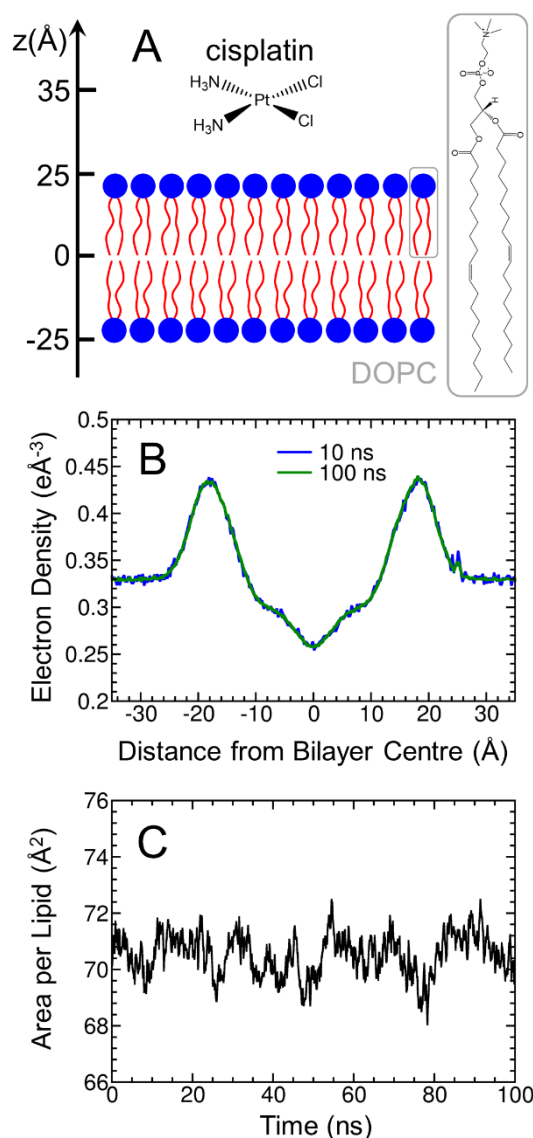 z(Å)
A
cisplatin
35
H₃N
Cl
Pt
H₃N
Cl
25
0
-25
DOPC
N⁺
O
O=P-O⁻
O
H
O
O
O
O
B
10 ns
100 ns
Electron Density (eÅ⁻³)
0.5
0.45
0.4
0.35
0.3
0.25
0.2
-30 -20 -10 0 10 20 30
Distance from Bilayer Centre (Å)
C
Area per Lipid (Å²)
76
74
72
70
68
66
0 20 40 60 80 100
Time (ns)